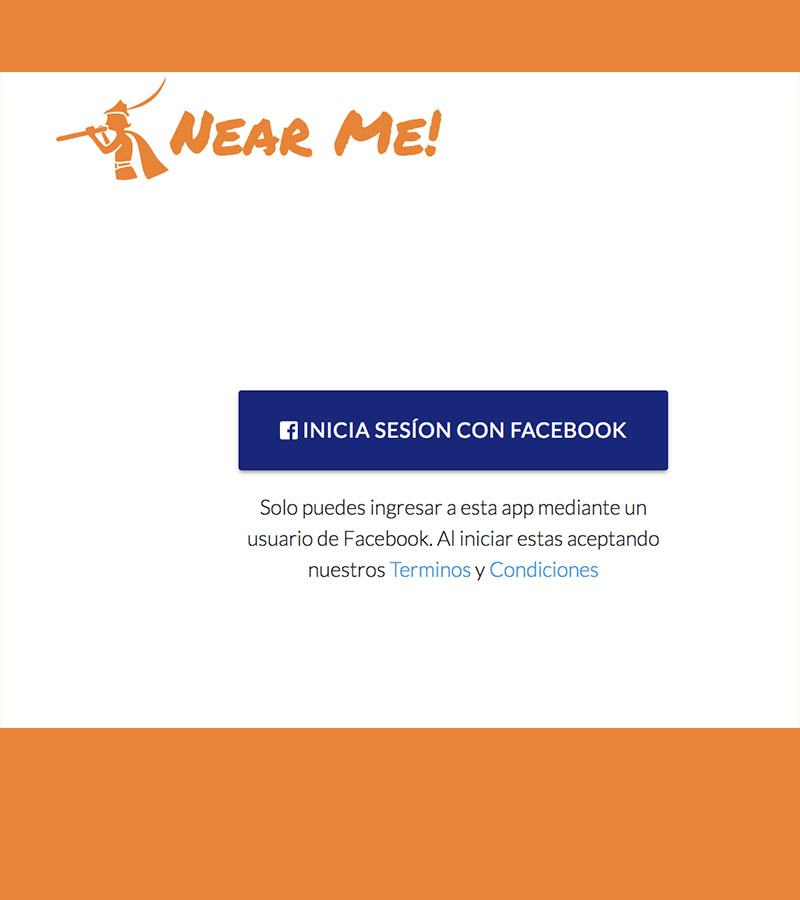 Near Me!
INICIA SESÍON CON FACEBOOK
Solo puedes ingresar a esta app mediante un
usuario de Facebook. Al iniciar estas aceptando
nuestros Terminos y Condiciones